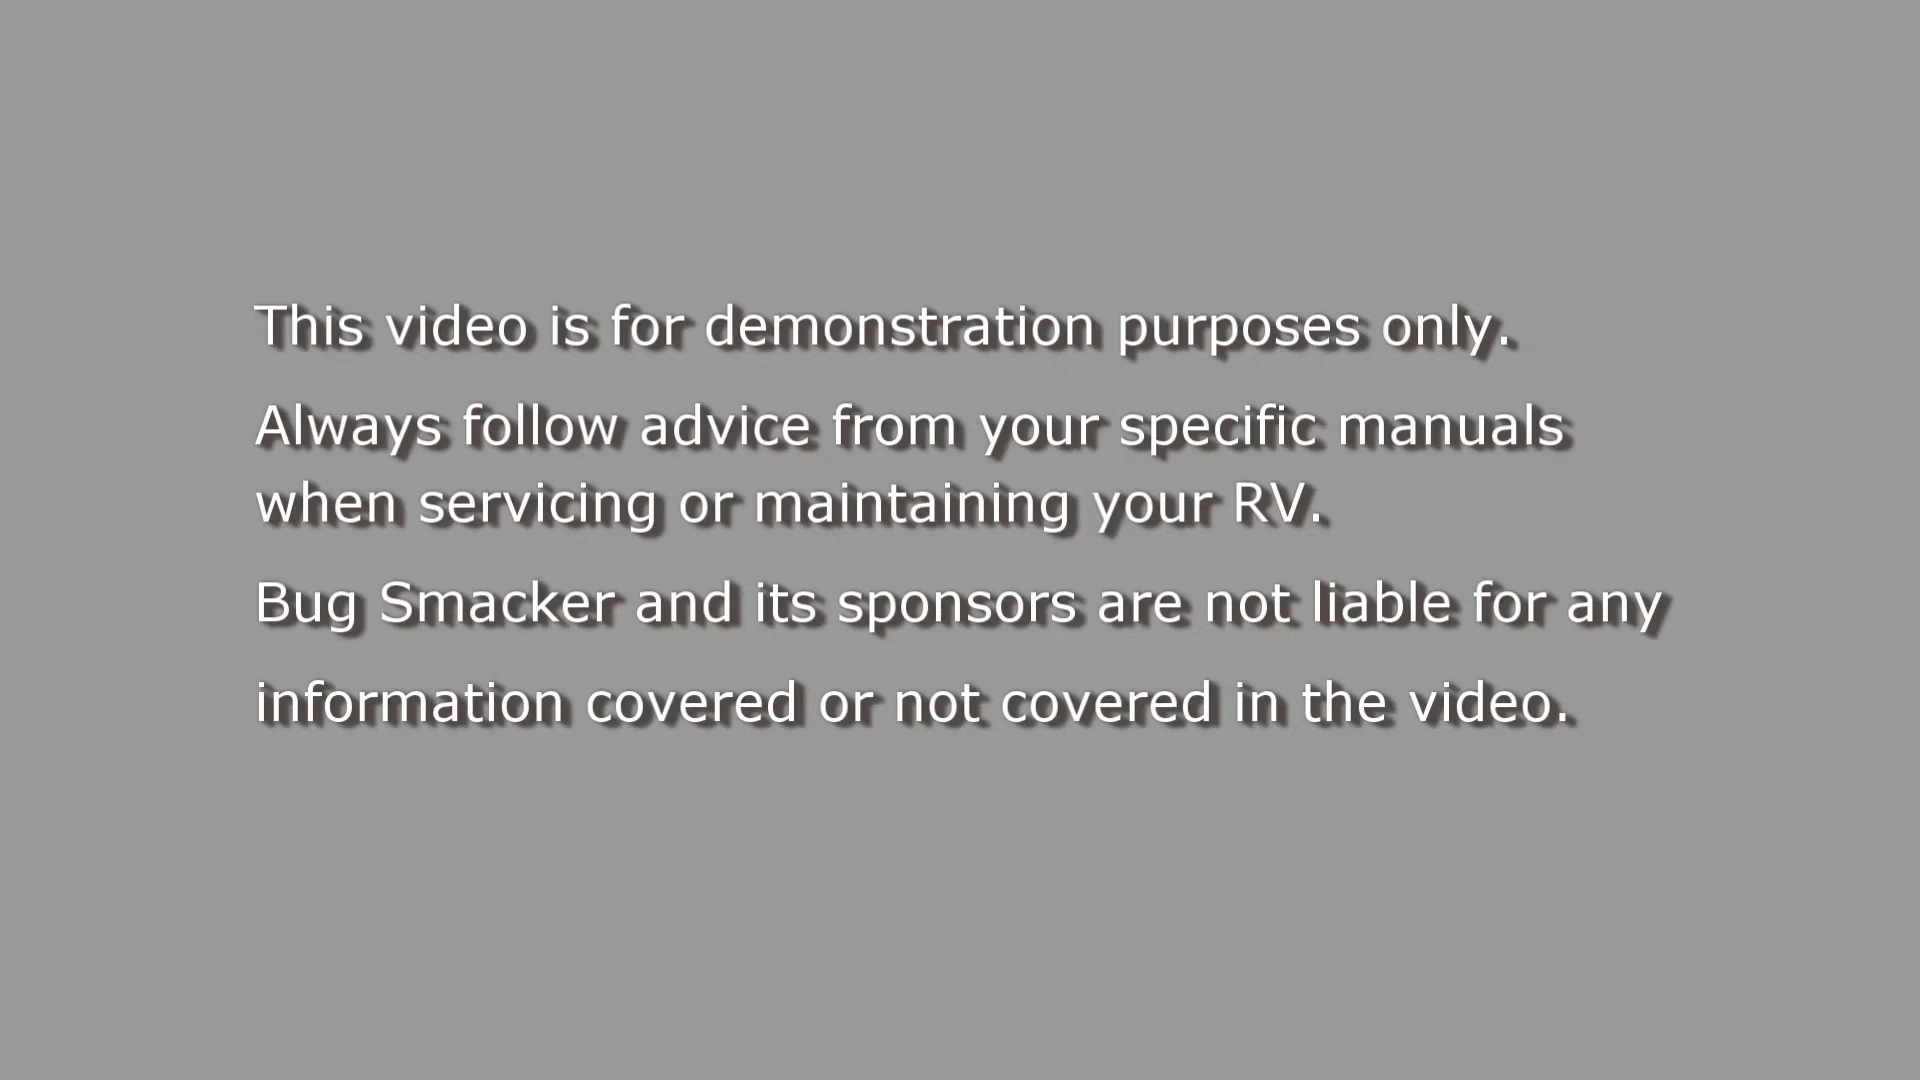 This video is for demonstration purposes only.
Always follow advice from your specific manuals
when servicing or maintaining your RV.
Bug Smacker and its sponsors are not liable for any
information covered or not covered in the video.